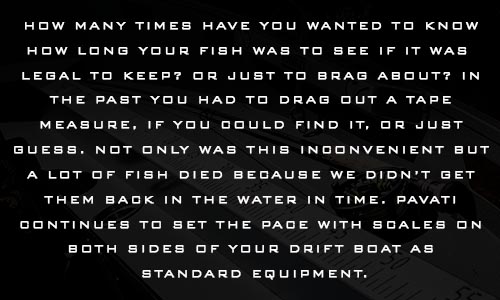 HOW MANY TIMES HAVE YOU WANTED TO KNOW
HOW LONG YOUR FISH WAS TO SEE IF IT WAS
LEGAL TO KEEP? OR JUST TO BRAG ABOUT? IN
THE PAST YOU HAD TO DRAG OUT A TAPE
MEASURE, IF YOU COULD FIND IT, OR JUST
GUESS. NOT ONLY WAS THIS INCONVENIENT BUT
A LOT OF FISH DIED BECAUSE WE DIDN'T GET
THEM BACK IN THE WATER IN TIME. PAVATI
CONTINUES TO SET THE PACE WITH SCALES ON
BOTH SIDES OF YOUR DRIFT BOAT AS
STANDARD EQUIPMENT.